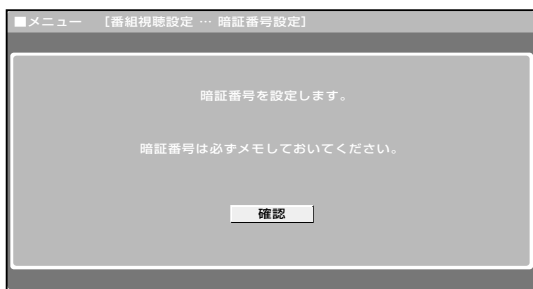 ■メニュー [番組視聴設定 … 暗証番号設定]
暗証番号を設定します。
暗証番号は必ずメモしておいてください。
確認